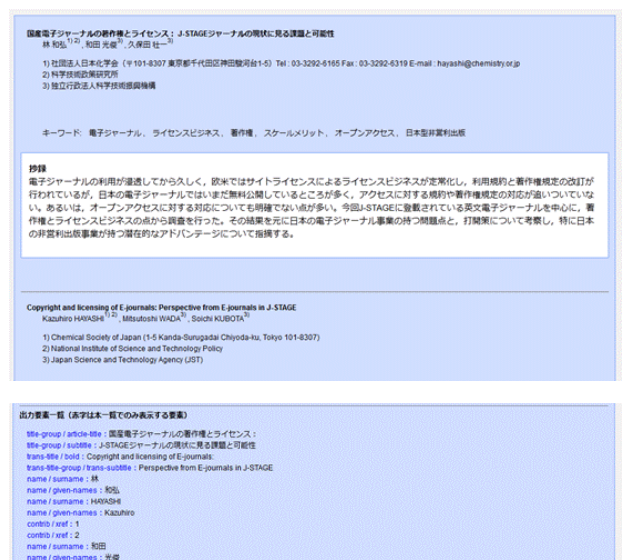 国産電子ジャーナルの著作権とライセンス： J-STAGEジャーナルの現状に見る課題と可能性
林 和弘1) 2) , 和田 光俊3) , 久保田 壮一3)
1) 社団法人日本化学会（〒101-8307 東京都千代田区神田駿河台1-5）Tel : 03-3292-6165 Fax : 03-3292-6319 E-mail : hayashi@chemistry.or.jp
2) 科学技術政策研究所
3) 独立行政法人科学技術振興機構
キーワード: 電子ジャーナル， ライセンスビジネス， 著作権， スケールメリット， オープンアクセス， 日本型非営利出版
抄録
電子ジャーナルの利用が浸透してから久しく，欧米ではサイトライセンスによるライセンスビジネスが定常化し，利用規約と著作権規定の改訂が
行われているが，日本の電子ジャーナルではいまだ無料公開しているところが多く，アクセスに対する規約や著作権規定の対応が追いついていな
い。あるいは，オープンアクセスに対する対応についても明確でない点が多い。今回J-STAGEに登載されている英文電子ジャーナルを中心に，著
作権とライセンスビジネスの点から調査を行った。その結果を元に日本の電子ジャーナル事業の持つ問題点と，打開策について考察し，特に日本
の非営利出版事業が持つ潜在的なアドバンテージについて指摘する。
Copyright and licensing of E-journals: Perspective from E-journals in J-STAGE
Kazuhiro HAYASHI1) 2) , Mitsutoshi WADA3) , Soichi KUBOTA3)
1) Chemical Society of Japan (1-5 Kanda-Surugadai Chiyoda-ku, Tokyo 101-8307)
2) National Institute of Science and Technology Policy
3) Japan Science and Technology Agency (JST)
出力要素一覧（赤字は本一覧でのみ表示する要素）
title-group / article-title：国産電子ジャーナルの著作権とライセンス：
title-group / subtitle：J-STAGEジャーナルの現状に見る課題と可能性
trans-title / bold：Copyright and licensing of E-journals:
trans-title-group / trans-subtitle：Perspective from E-journals in J-STAGE
name / surname：林
name / given-names：和弘
name / surname：HAYASHI
name / given-names：Kazuhiro
contrib / xref：1
contrib / xref：2
name / surname：和田
name / given-names：光俊